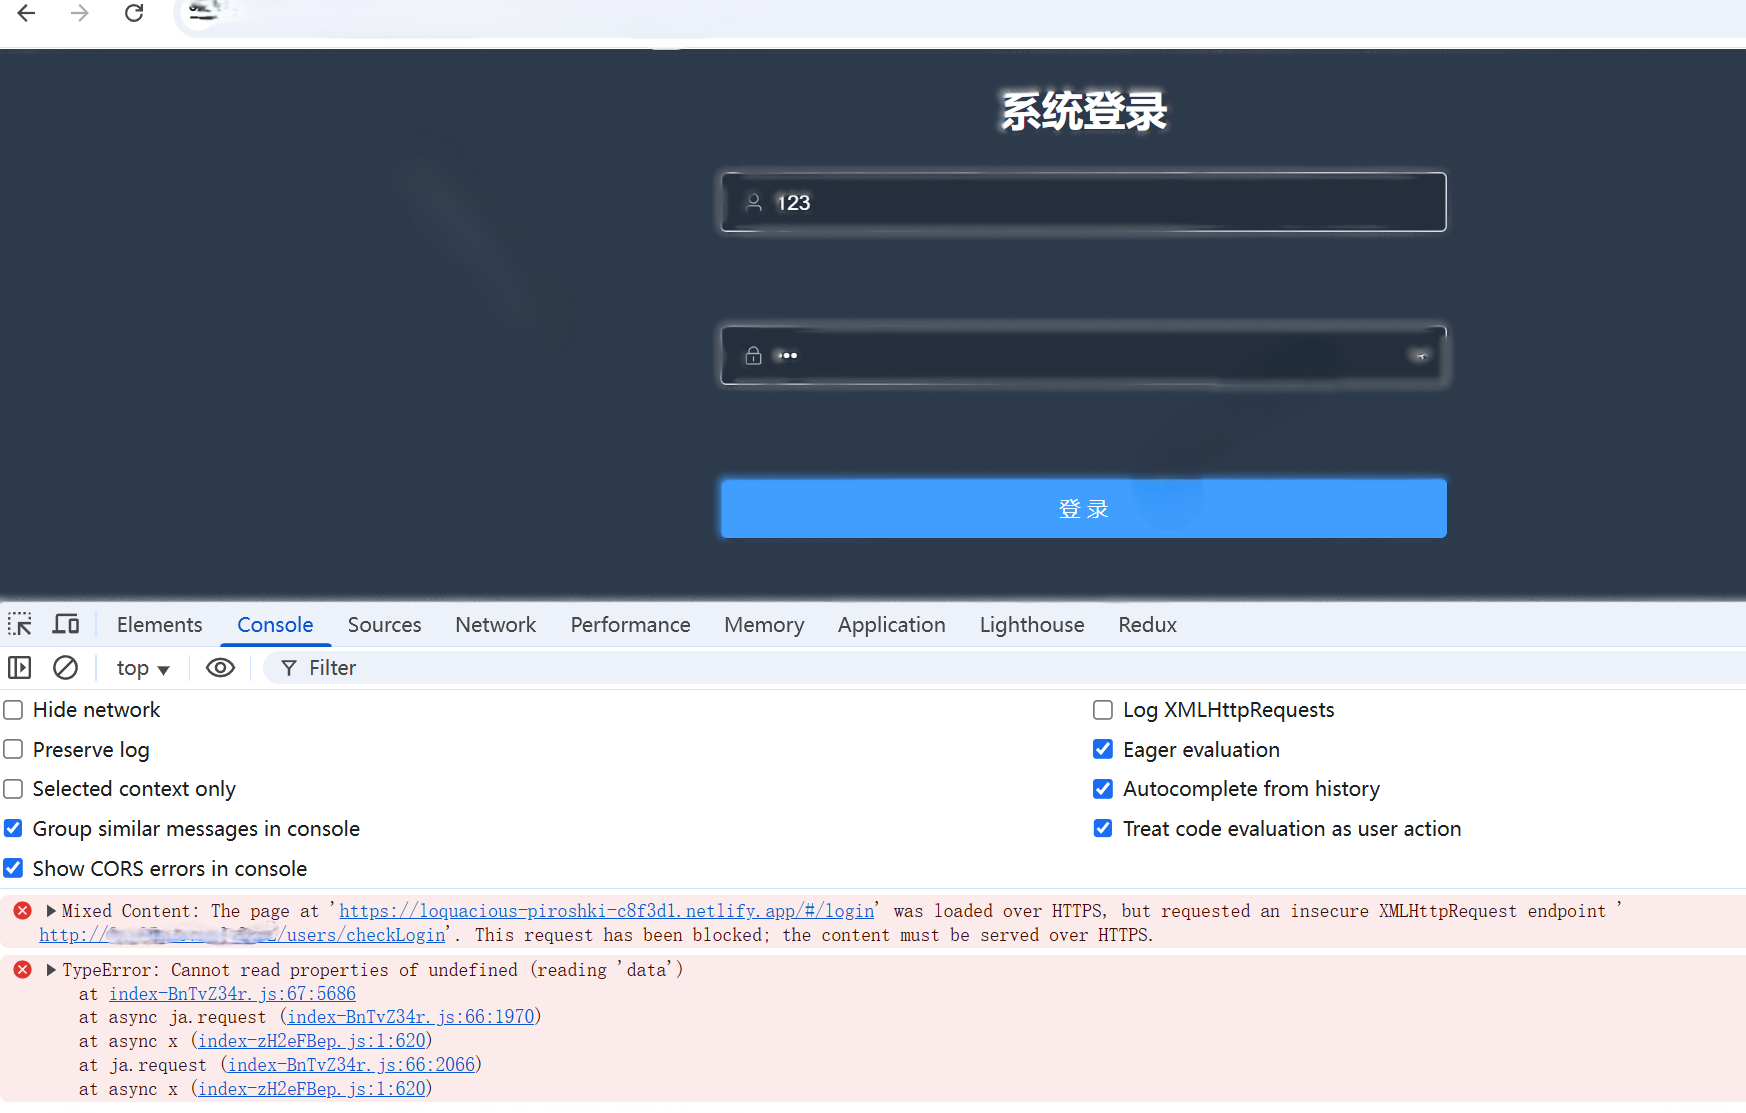 系统登录
123
登 录
Elements Console Sources Network Performance Memory Application Lighthouse Redux
top Filter
Hide network Log XMLHttpRequests
Preserve log Eager evaluation
Selected context only Autocomplete from history
Group similar messages in console Treat code evaluation as user action
Show CORS errors in console
Mixed Content: The page at 'https://loquacious-piroshki-c8f3d1.netlify.app/#/login' was loaded over HTTPS, but requested an insecure XMLHttpRequest endpoint '
http:///users/checkLogin'. This request has been blocked; the content must be served over HTTPS.
TypeError: Cannot read properties of undefined (reading 'data')
at index-BnTvZ34r.js:67:5686
at async ja.request (index-BnTvZ34r.js:66:1970)
at async x (index-zH2eFBep.js:1:620)
at ja.request (index-BnTvZ34r.js:66:2066)
at async x (index-zH2eFBep.js:1:620)